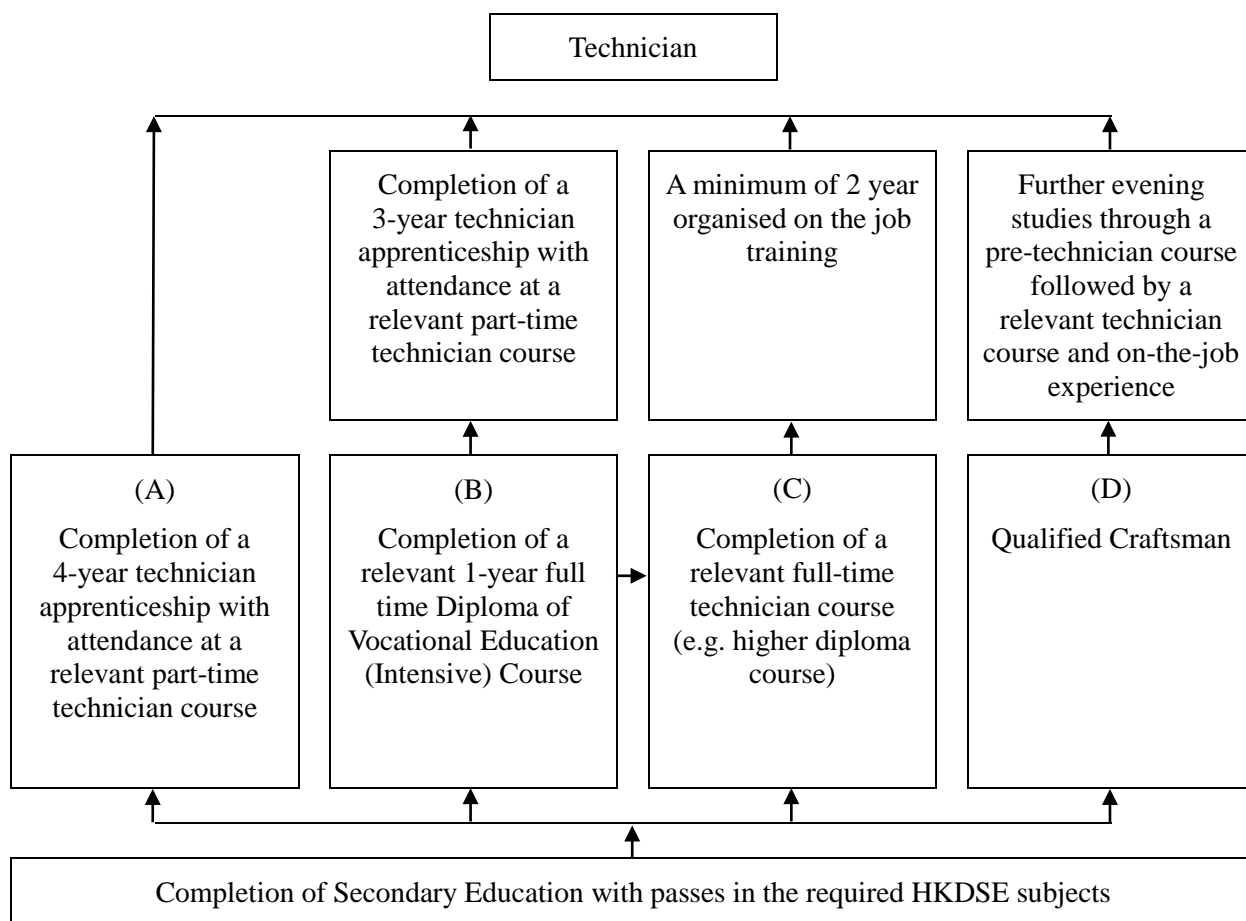 Technician
Completion of a
3-year technician
apprenticeship with
attendance at a
relevant part-time
technician course
A minimum of 2 year
organised on the job
training
Further evening
studies through a
pre-technician course
followed by a
relevant technician
course and on-the-job
experience
(A)
Completion of a
4-year technician
apprenticeship with
attendance at a
relevant part-time
technician course
(B)
Completion of a
relevant 1-year full
time Diploma of
Vocational Education
(Intensive) Course
(C)
Completion of a
relevant full-time
technician course
(e.g. higher diploma
course)
(D)
Qualified Craftsman
Completion of Secondary Education with passes in the required HKDSE subjects